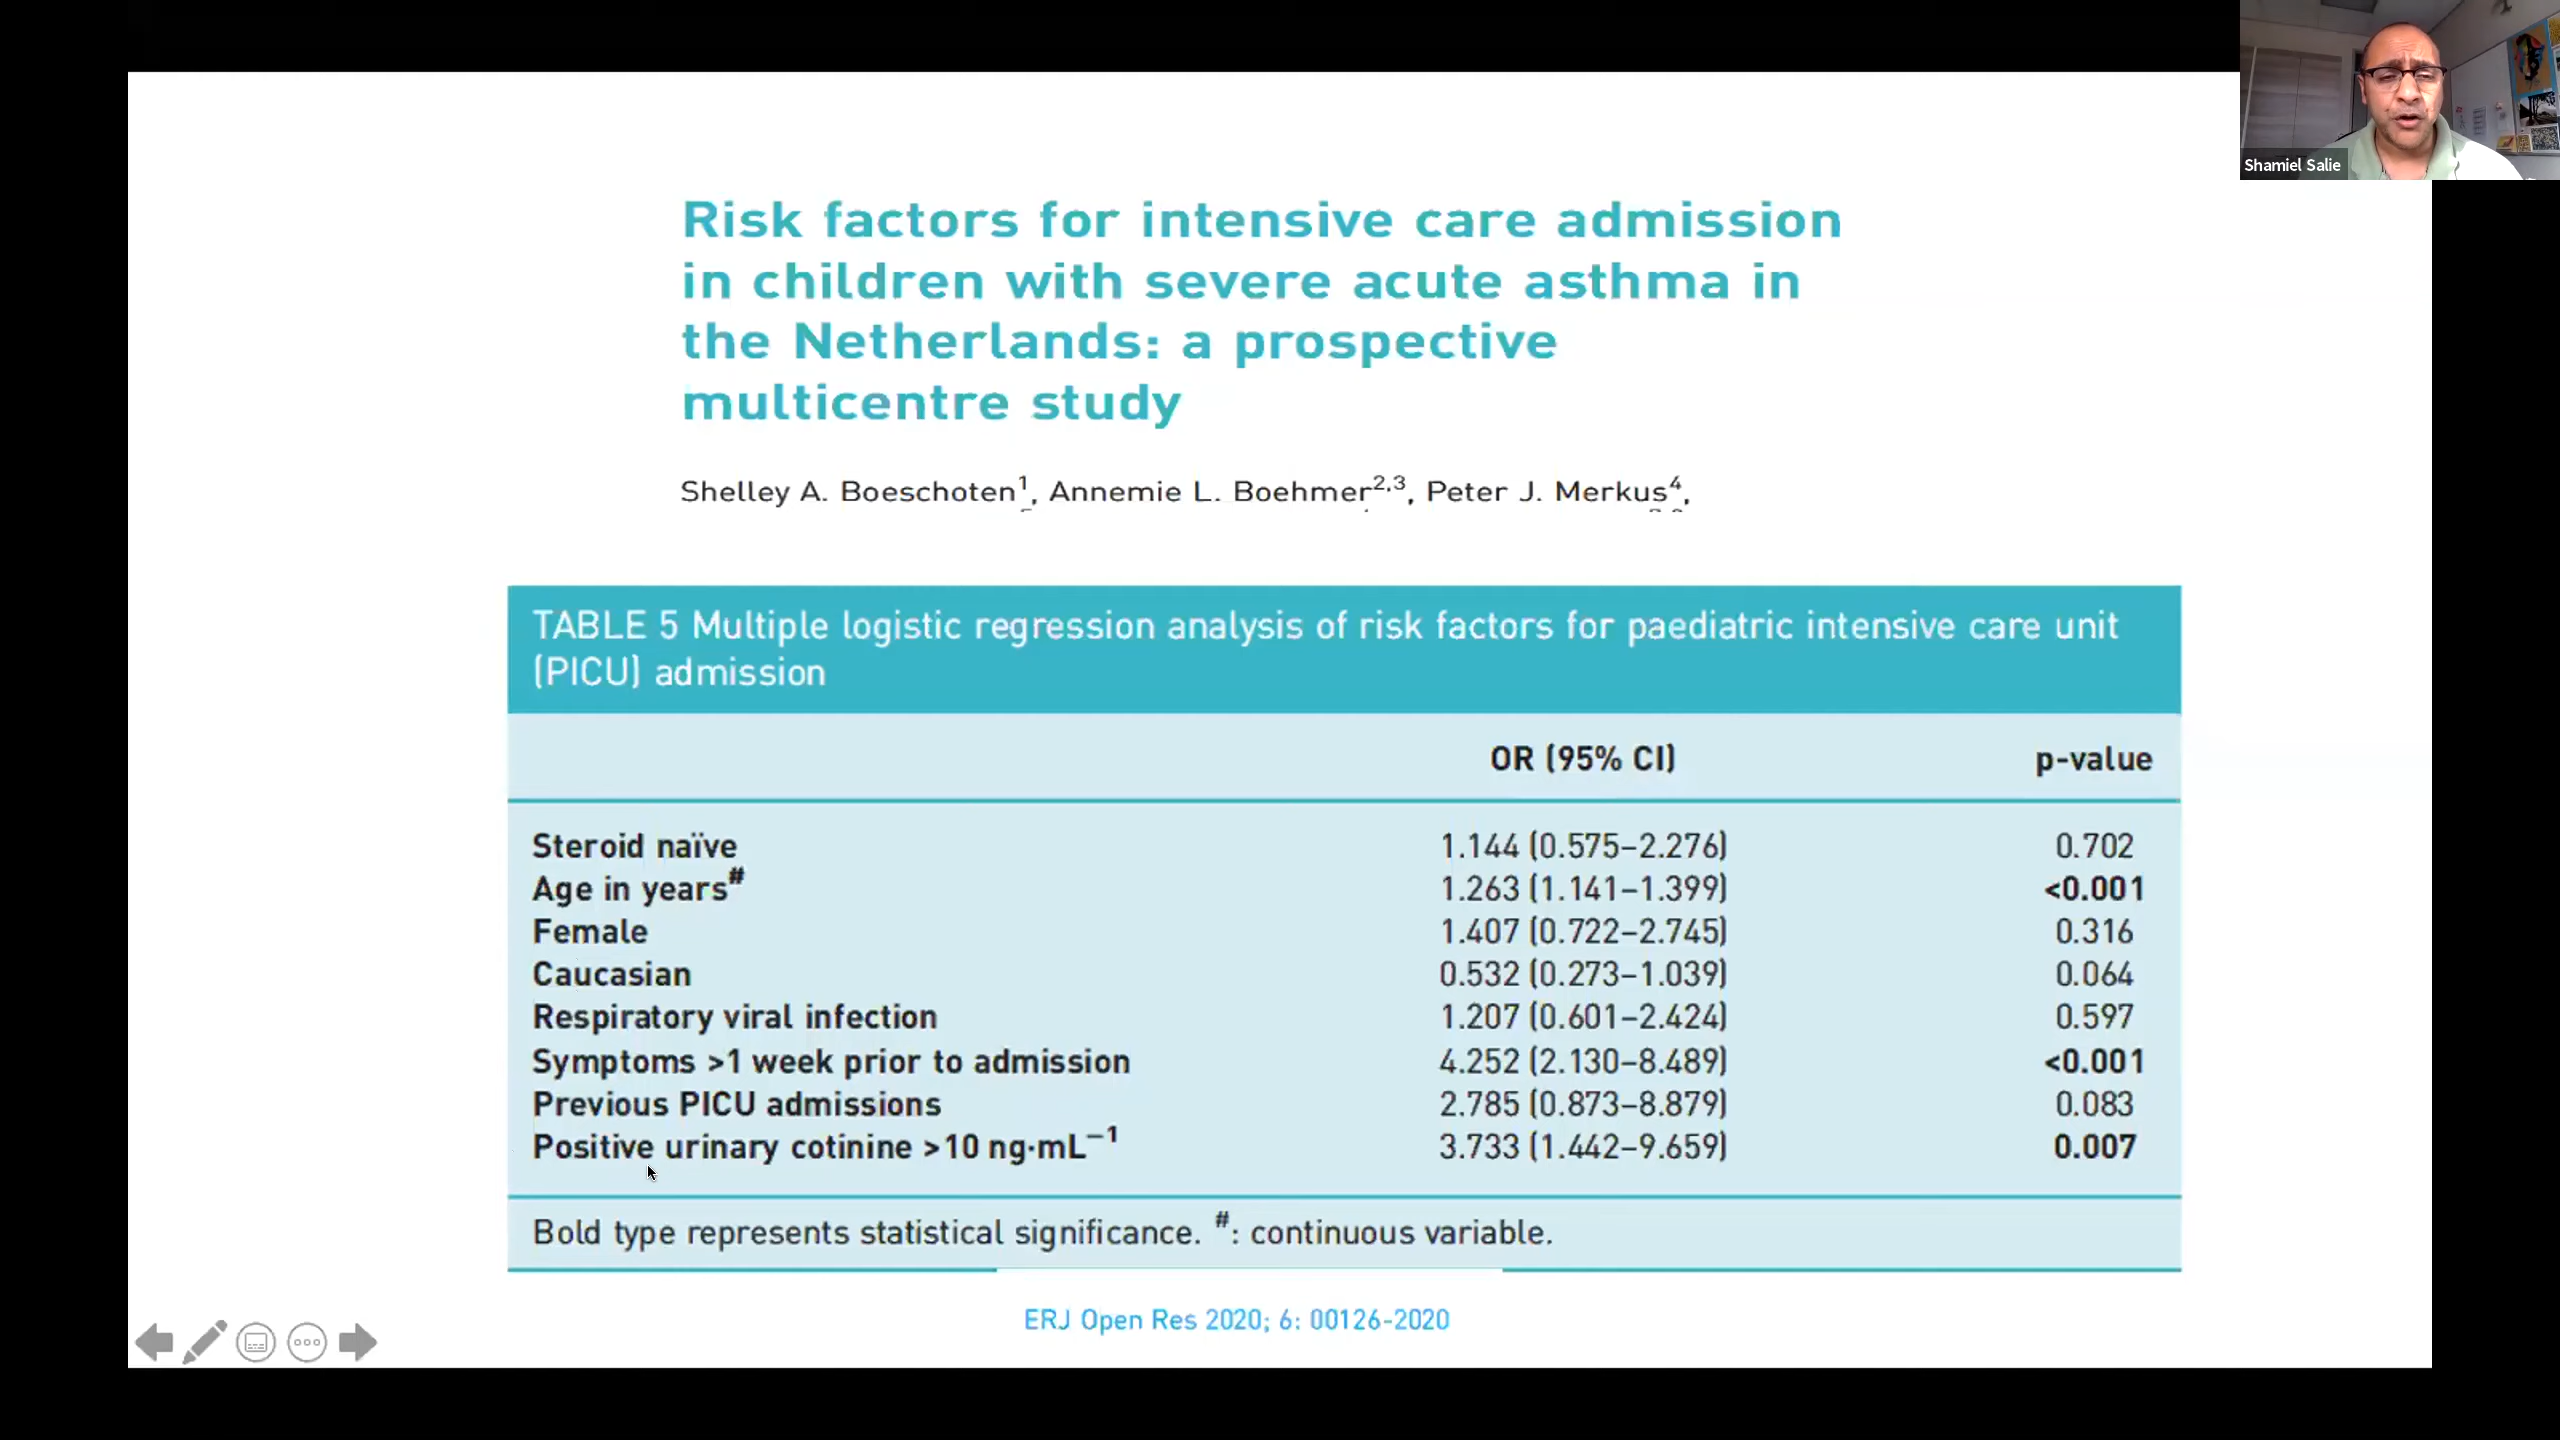 Shamiel Salie
Risk factors for intensive care admission
in children with severe acute asthma in
the Netherlands: a prospective
multicentre study
Shelley A. Boeschoten¹, Annemie L. Boehmer²,³, Peter J. Merkus⁴,
TABLE 5 Multiple logistic regression analysis of risk factors for paediatric intensive care unit
(PICU) admission
OR (95% CI) p-value
Steroid naïve 1.144 (0.575–2.276) 0.702
Age in years# 1.263 (1.141–1.399) <0.001
Female 1.407 (0.722–2.745) 0.316
Caucasian 0.532 (0.273–1.039) 0.064
Respiratory viral infection 1.207 (0.601–2.424) 0.597
Symptoms >1 week prior to admission 4.252 (2.130–8.489) <0.001
Previous PICU admissions 2.785 (0.873–8.879) 0.083
Positive urinary cotinine >10 ng·mL⁻¹ 3.733 (1.442–9.659) 0.007
Bold type represents statistical significance. #: continuous variable.
ERJ Open Res 2020; 6: 00126-2020